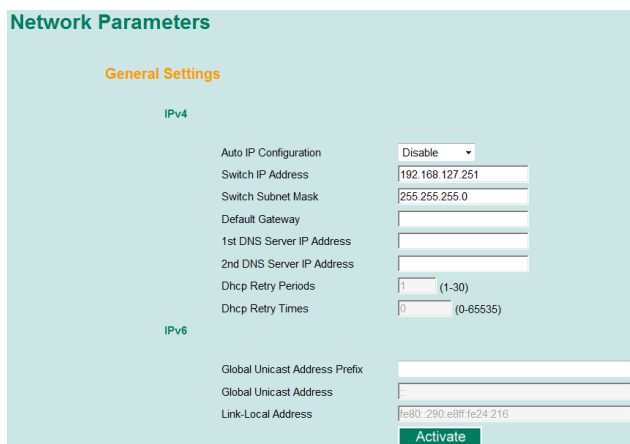 Network Parameters
General Settings
IPv4
Auto IP Configuration Disable
Switch IP Address 192.168.127.251
Switch Subnet Mask 255.255.255.0
Default Gateway
1st DNS Server IP Address
2nd DNS Server IP Address
Dhcp Retry Periods 1 (1-30)
Dhcp Retry Times 0 (0-65535)
IPv6
Global Unicast Address Prefix
Global Unicast Address ::
Link-Local Address fe80::290:e8ff:fe24:216
Activate